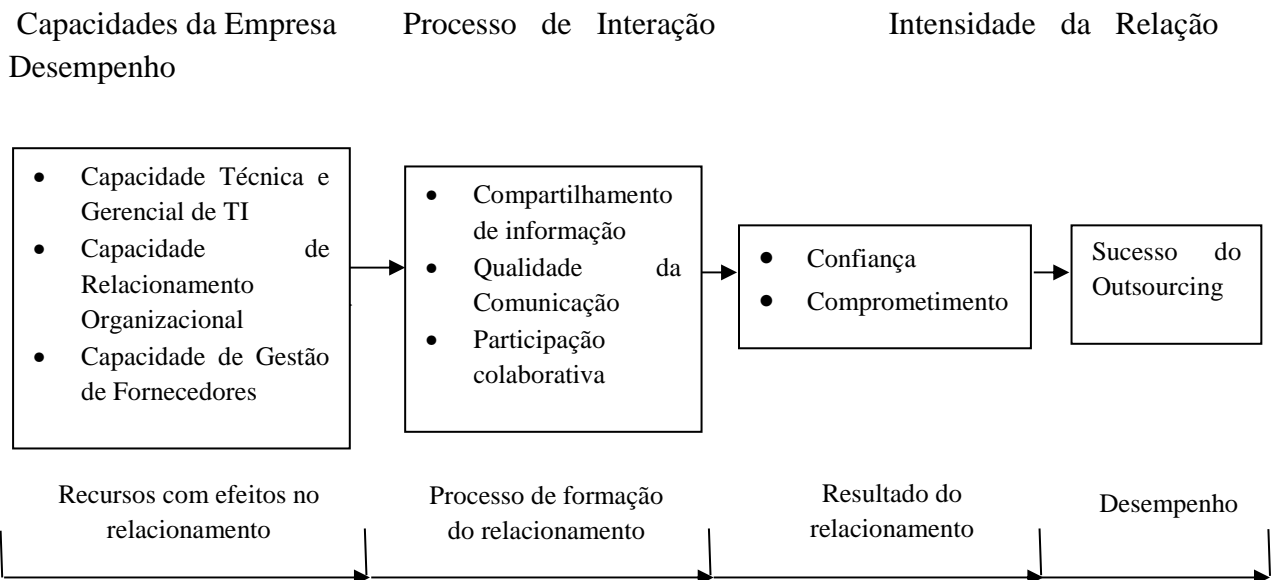 Capacidades da Empresa Processo de Interação Intensidade da Relação
Desempenho
• Capacidade Técnica e
Gerencial de TI
• Capacidade de
Relacionamento
Organizacional
• Capacidade de Gestão
de Fornecedores
• Compartilhamento
de informação
• Qualidade da
Comunicação
• Participação
colaborativa
• Confiança
• Comprometimento
Sucesso do
Outsourcing
Recursos com efeitos no
relacionamento
Processo de formação
do relacionamento
Resultado do
relacionamento
Desempenho